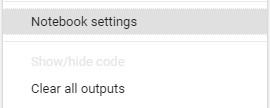 Notebook settings
Show/hide code
Clear all outputs